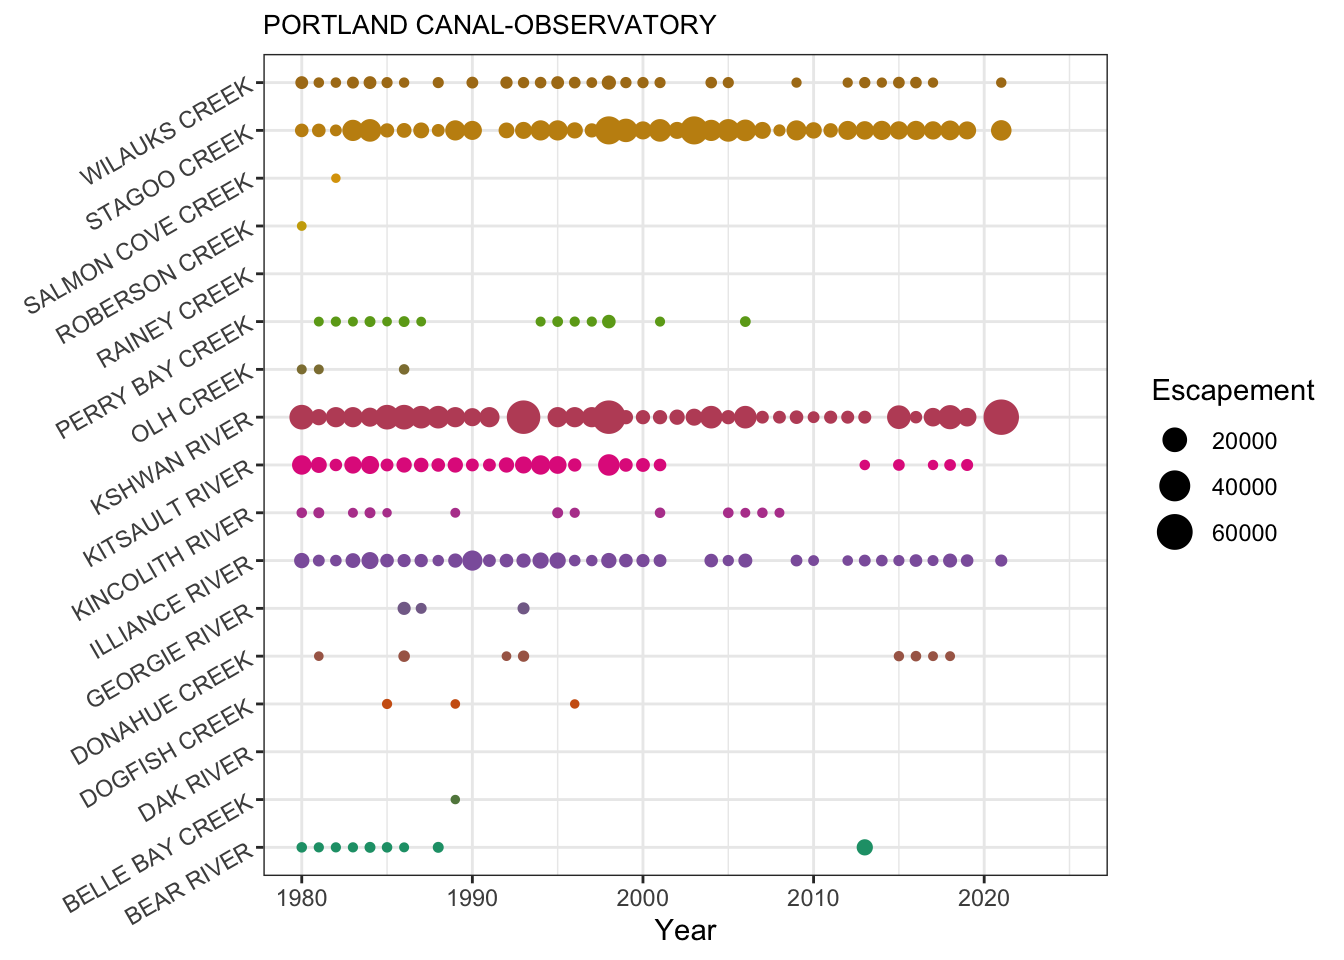 PORTLAND CANAL-OBSERVATORY
WILAUKS CREEK
STAGOO CREEK
SALMON COVE CREEK
ROBERSON CREEK
RAINEY CREEK
PERRY BAY CREEK
OLH CREEK
KSHWAN RIVER
KITSAULT RIVER
KINCOLITH RIVER
ILLIANCE RIVER
GEORGIE RIVER
DONAHUE CREEK
DOGFISH CREEK
DAK RIVER
BELLE BAY CREEK
BEAR RIVER
1980 1990 2000 2010 2020
Year
Escapement
20000
40000
60000